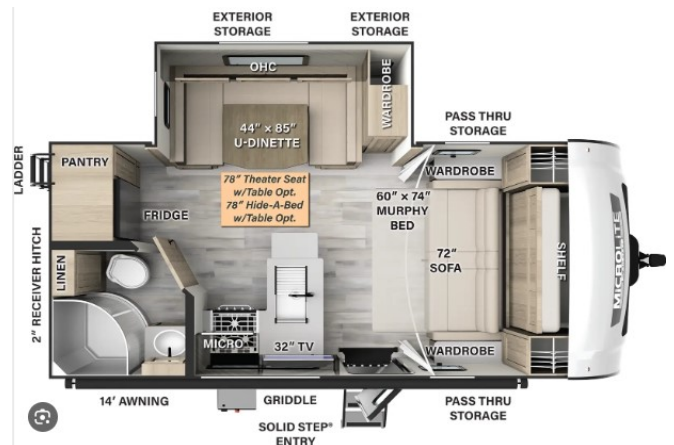 EXTERIOR
STORAGE
EXTERIOR
STORAGE
OHC
WARDROBE
44" x 85"
U-DINETTE
PASS THRU
STORAGE
LADDER
PANTRY
78" Theater Seat
w/Table Opt.
78" Hide-A-Bed
w/Table Opt.
WARDROBE
60" x 74"
MURPHY
BED
FRIDGE
72"
SOFA
SHELF
MICROLITE
2" RECEIVER HITCH
LINEN
MICRO
32" TV
WARDROBE
14' AWNING
GRIDDLE
SOLID STEP®
ENTRY
PASS THRU
STORAGE